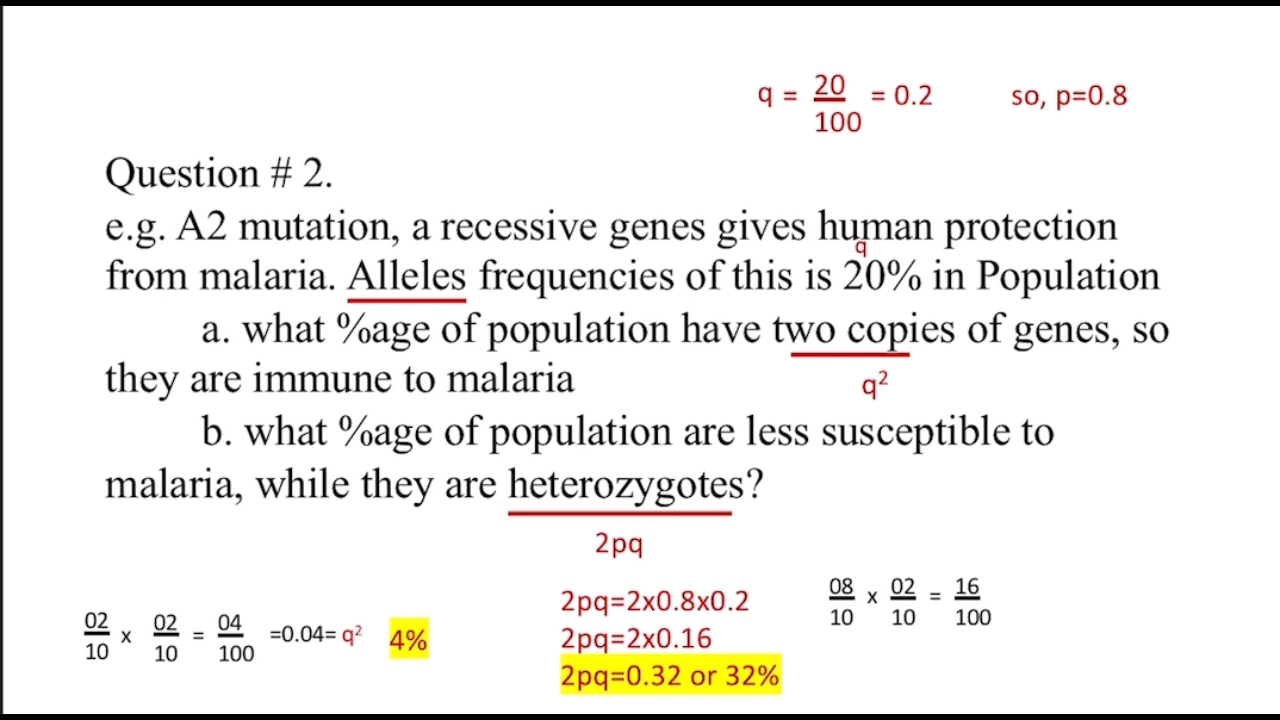 q = 20/100 = 0.2 so, p=0.8
Question # 2.
e.g. A2 mutation, a recessive genes gives human protection
q
from malaria. Alleles frequencies of this is 20% in Population
a. what %age of population have two copies of genes, so
they are immune to malaria
q²
b. what %age of population are less susceptible to
malaria, while they are heterozygotes?
2pq
02/10 x 02/10 = 04/100 =0.04= q² 4%
2pq=2x0.8x0.2
2pq=2x0.16
2pq=0.32 or 32%
08/10 x 02/10 = 16/100